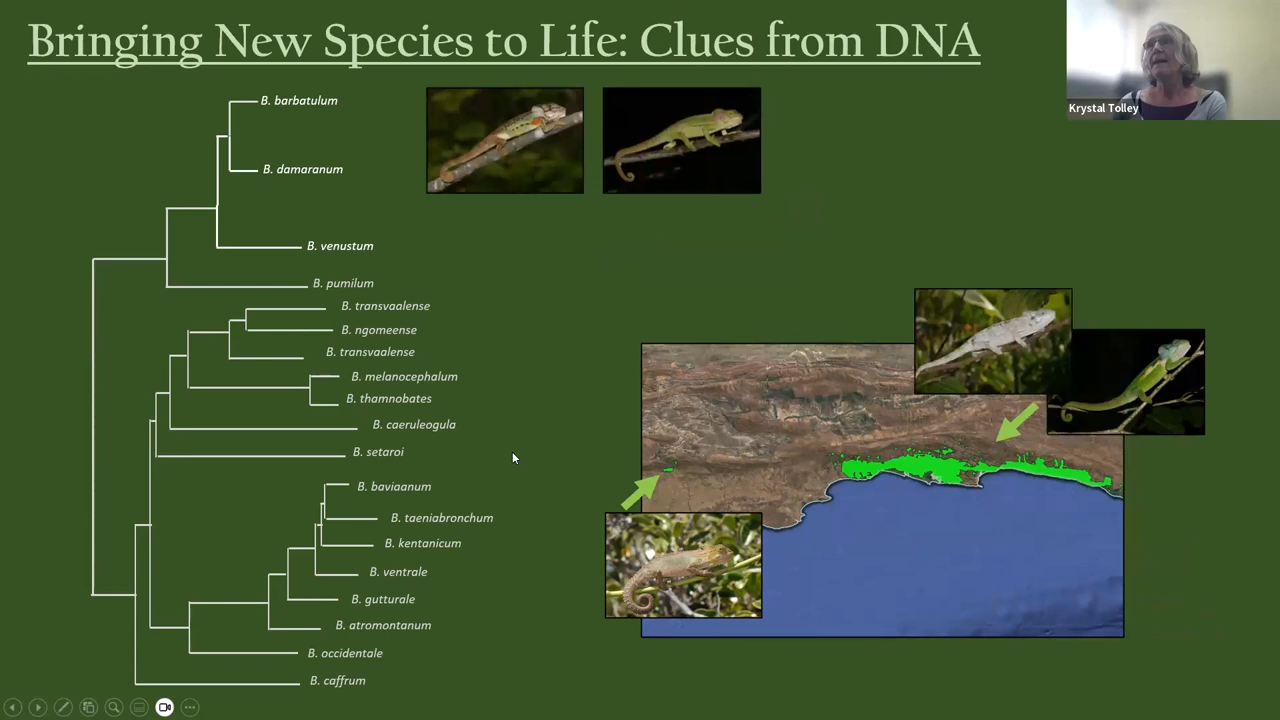 Bringing New Species to Life: Clues from DNA
Krystal Tolley
B. barbatulum
B. damaranum
B. venustum
B. pumilum
B. transvaalense
B. ngomeense
B. transvaalense
B. melanocephalum
B. thamnobates
B. caeruleogula
B. setaroi
B. baviaanum
B. taeniabronchum
B. kentanicum
B. ventrale
B. gutturale
B. atromontanum
B. occidentale
B. caffrum